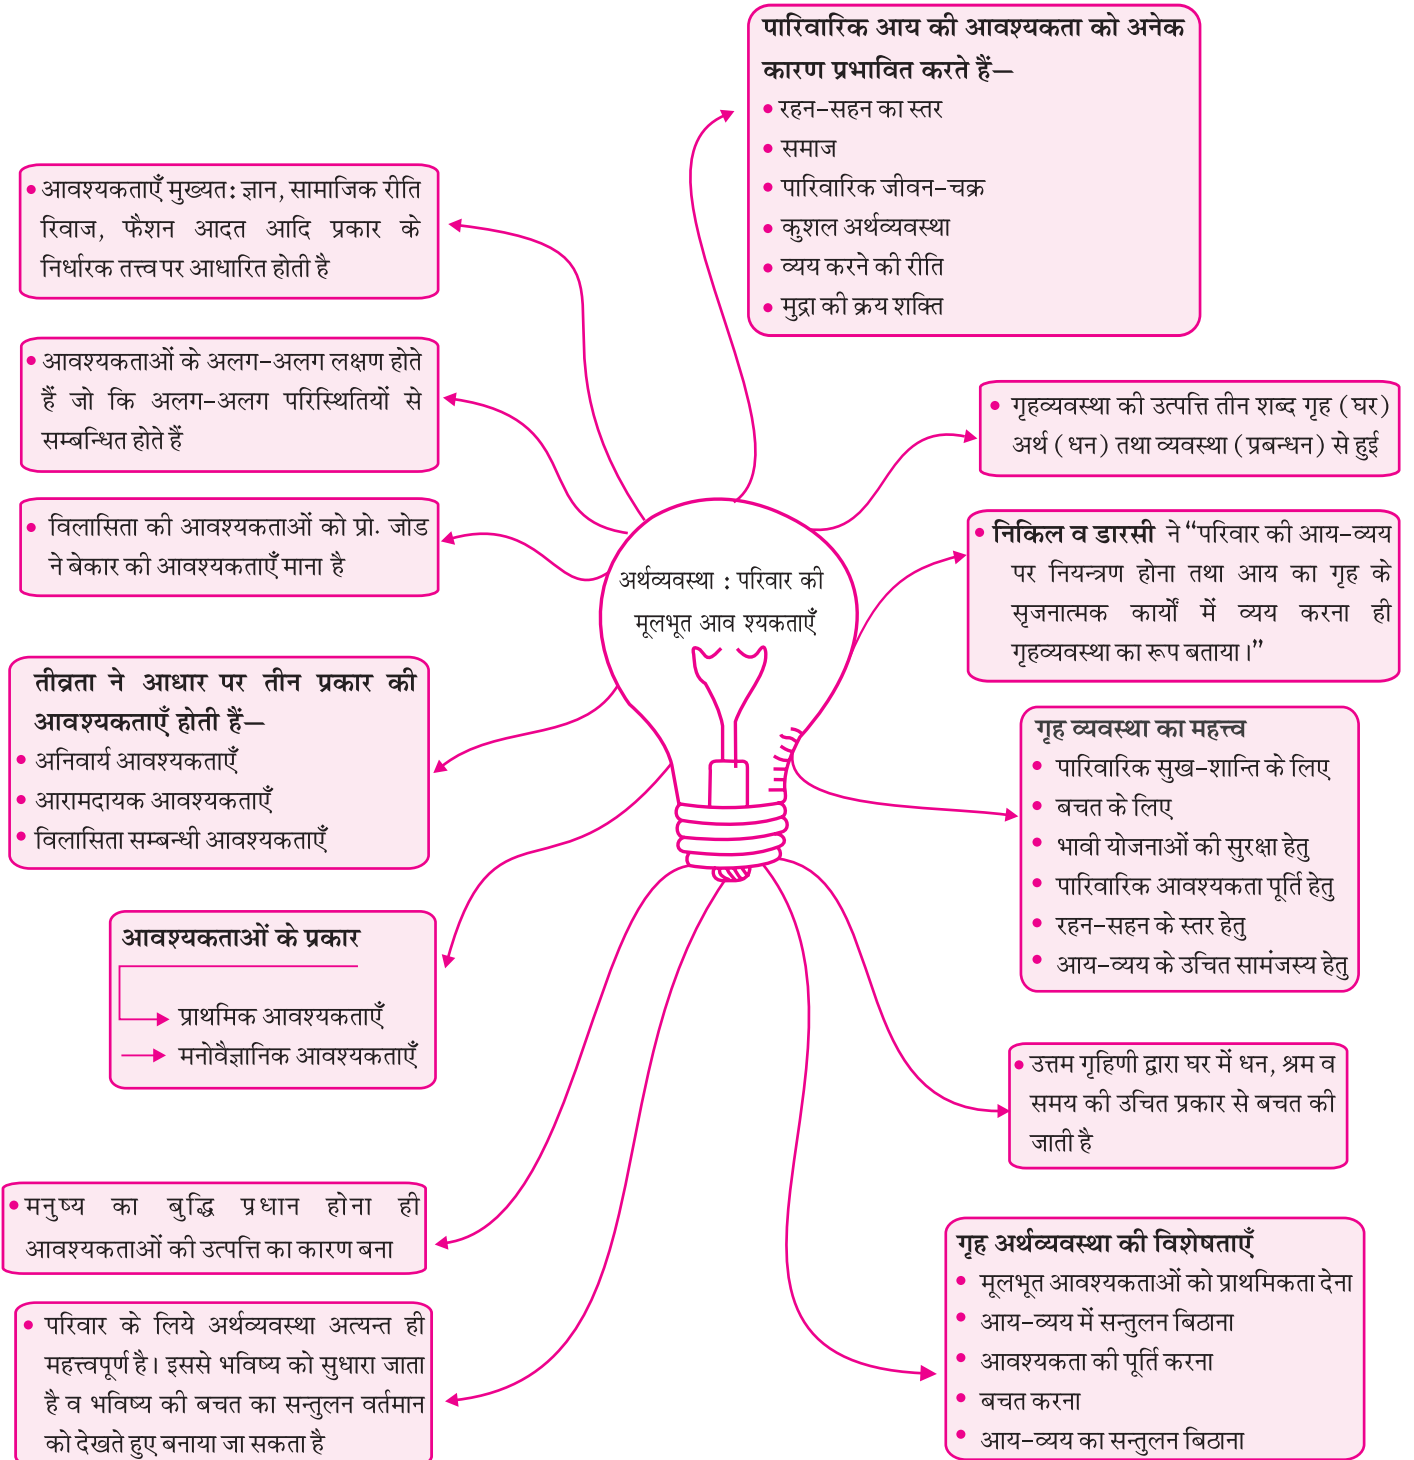 पारिवारिक आय की आवश्यकता को अनेक
कारण प्रभावित करते हैं—
• रहन-सहन का स्तर
• समाज
• पारिवारिक जीवन-चक्र
• कुशल अर्थव्यवस्था
• व्यय करने की रीति
• मुद्रा की क्रय शक्ति
• आवश्यकताएँ मुख्यत: ज्ञान, सामाजिक रीति
रिवाज, फैशन आदत आदि प्रकार के
निर्धारक तत्त्व पर आधारित होती है
• आवश्यकताओं के अलग-अलग लक्षण होते
हैं जो कि अलग-अलग परिस्थितियों से
सम्बन्धित होते हैं
• विलासिता की आवश्यकताओं को प्रो. जोड
ने बेकार की आवश्यकताएँ माना है
तीव्रता ने आधार पर तीन प्रकार की
आवश्यकताएँ होती हैं—
• अनिवार्य आवश्यकताएँ
• आरामदायक आवश्यकताएँ
• विलासिता सम्बन्धी आवश्यकताएँ
आवश्यकताओं के प्रकार
प्राथमिक आवश्यकताएँ
मनोवैज्ञानिक आवश्यकताएँ
• मनुष्य का बुद्धि प्रधान होना ही
आवश्यकताओं की उत्पत्ति का कारण बना
• परिवार के लिये अर्थव्यवस्था अत्यन्त ही
महत्त्वपूर्ण है। इससे भविष्य को सुधारा जाता
है व भविष्य की बचत का सन्तुलन वर्तमान
को देखते हुए बनाया जा सकता है
अर्थव्यवस्था : परिवार की
मूलभूत आव श्यकताएँ
• गृहव्यवस्था की उत्पत्ति तीन शब्द गृह (घर)
अर्थ (धन) तथा व्यवस्था (प्रबन्धन) से हुई
• निकिल व डारसी ने “परिवार की आय-व्यय
पर नियन्त्रण होना तथा आय का गृह के
सृजनात्मक कार्यों में व्यय करना ही
गृहव्यवस्था का रूप बताया।”
गृह व्यवस्था का महत्त्व
• पारिवारिक सुख-शान्ति के लिए
• बचत के लिए
• भावी योजनाओं की सुरक्षा हेतु
• पारिवारिक आवश्यकता पूर्ति हेतु
• रहन-सहन के स्तर हेतु
• आय-व्यय के उचित सामंजस्य हेतु
• उत्तम गृहिणी द्वारा घर में धन, श्रम व
समय की उचित प्रकार से बचत की
जाती है
गृह अर्थव्यवस्था की विशेषताएँ
• मूलभूत आवश्यकताओं को प्राथमिकता देना
• आय-व्यय में सन्तुलन बिठाना
• आवश्यकता की पूर्ति करना
• बचत करना
• आय-व्यय का सन्तुलन बिठाना